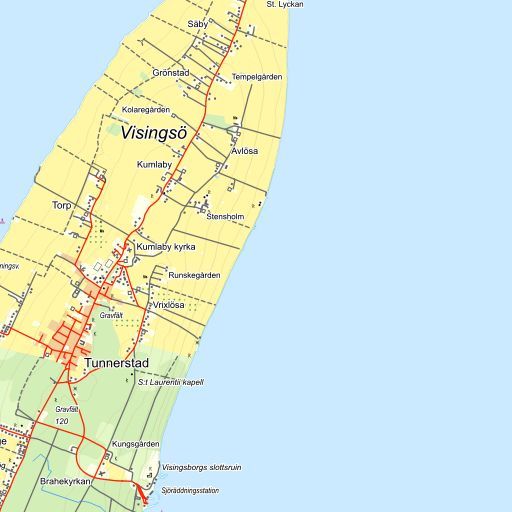 St. Lyckan
Säby
Grönstad
Tempelgården
Kolaregården
Visingsö
Avlösa
Kumlaby
Torp
Stensholm
Kumlaby kyrka
Runskegården
Gravfält
Vrixlösa
Tunnerstad
S:t Laurentii kapell
Gravfält
120
Kungsgården
Visingsborgs slottsruin
Brahekyrkan
Sjöräddningsstation